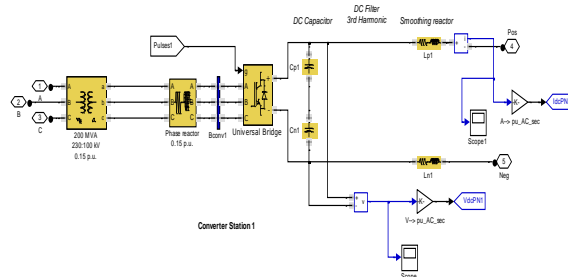 DC Capacitor
DC Filter
3rd Harmonic
Smoothing reactor
Pos
Pulses1
Cp1
Lp1
+
i
-
4
g
1
A
2
B
3
C
A
B
C
a
b
c
A
B
C
A
B
C
+
-
200 MVA
230:100 kV
0.15 p.u.
Phase reactor
0.15 p.u.
Bconv1
Universal Bridge
Cn1
-K-
IdcPN
Scope1
A--> pu_AC_sec
Ln1
5
Neg
+
-
v
-K-
VdcPN1
V--> pu_AC_sec
Converter Station 1
Scope